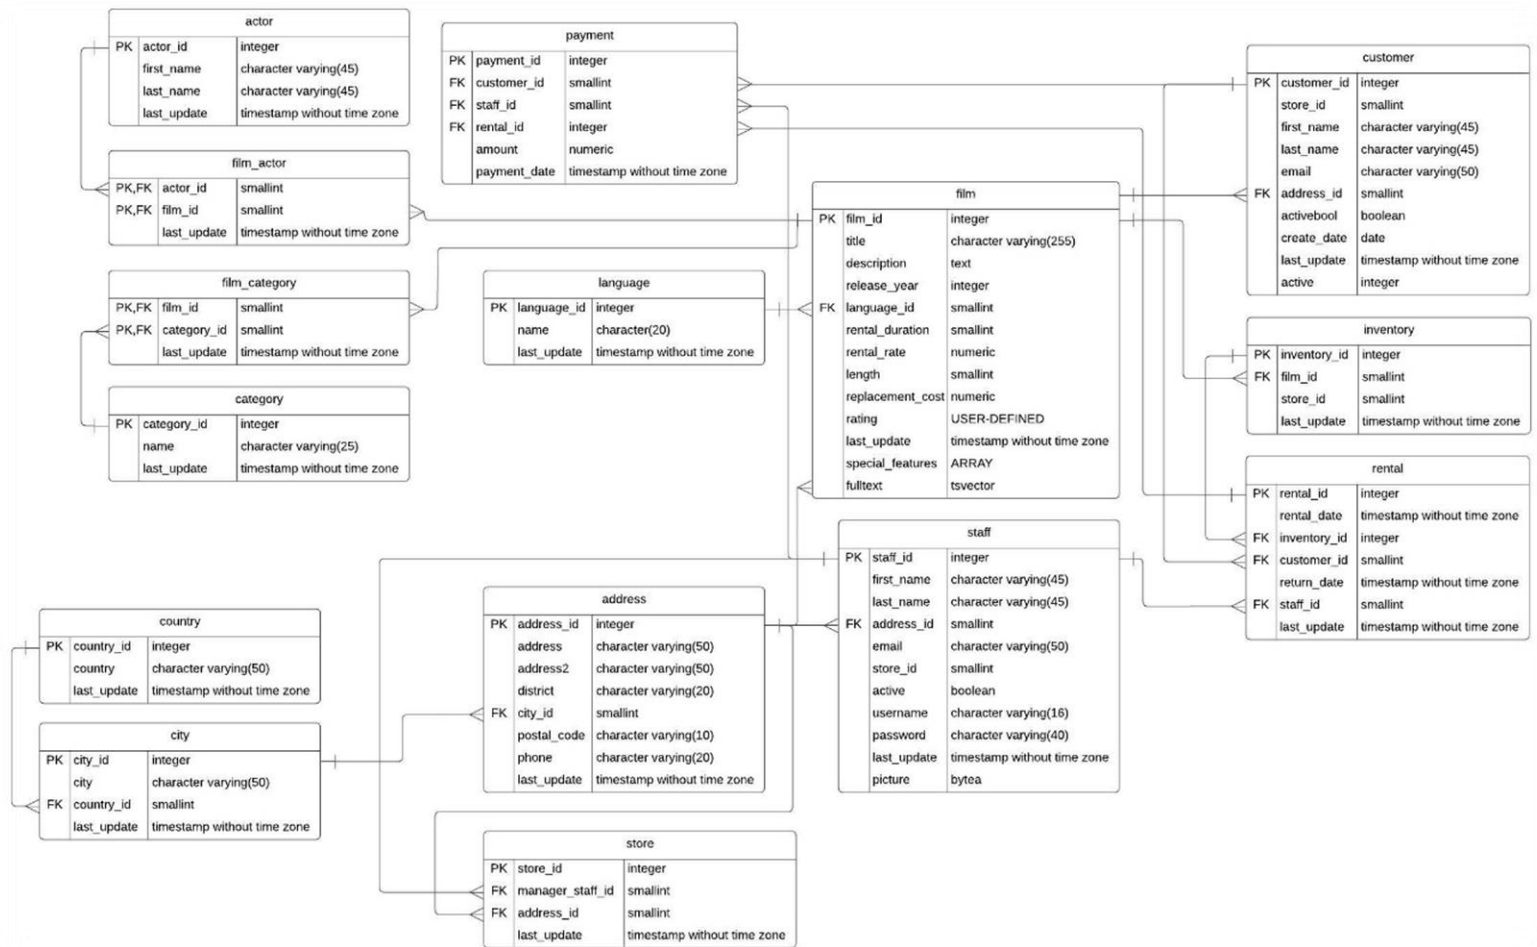 actor
PK actor_id integer
first_name character varying(45)
last_name character varying(45)
last_update timestamp without time zone
film_actor
PK,FK actor_id smallint
PK,FK film_id smallint
last_update timestamp without time zone
film_category
PK,FK film_id smallint
PK,FK category_id smallint
last_update timestamp without time zone
category
PK category_id integer
name character varying(25)
last_update timestamp without time zone
country
PK country_id integer
country character varying(50)
last_update timestamp without time zone
city
PK city_id integer
city character varying(50)
FK country_id smallint
last_update timestamp without time zone
payment
PK payment_id integer
FK customer_id smallint
FK staff_id smallint
FK rental_id integer
amount numeric
payment_date timestamp without time zone
language
PK language_id integer
name character(20)
last_update timestamp without time zone
address
PK address_id integer
address character varying(50)
address2 character varying(50)
district character varying(20)
FK city_id smallint
postal_code character varying(10)
phone character varying(20)
last_update timestamp without time zone
store
PK store_id integer
FK manager_staff_id smallint
FK address_id smallint
last_update timestamp without time zone
film
PK film_id integer
title character varying(255)
description text
release_year integer
FK language_id smallint
rental_duration smallint
rental_rate numeric
length smallint
replacement_cost numeric
rating USER-DEFINED
last_update timestamp without time zone
special_features ARRAY
fulltext tsvector
staff
PK staff_id integer
first_name character varying(45)
last_name character varying(45)
FK address_id smallint
email character varying(50)
store_id smallint
active boolean
username character varying(16)
password character varying(40)
last_update timestamp without time zone
picture bytea
customer
PK customer_id integer
store_id smallint
first_name character varying(45)
last_name character varying(45)
email character varying(50)
FK address_id smallint
activebool boolean
create_date date
last_update timestamp without time zone
active integer
inventory
PK inventory_id integer
FK film_id smallint
store_id smallint
last_update timestamp without time zone
rental
PK rental_id integer
rental_date timestamp without time zone
FK inventory_id integer
FK customer_id smallint
return_date timestamp without time zone
FK staff_id smallint
last_update timestamp without time zone